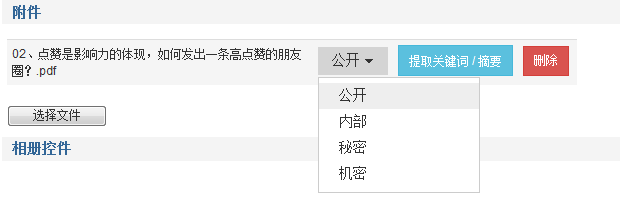 附件
02、点赞是影响力的体现，如何发出一条高点赞的朋友
圈？.pdf
公开
提取关键词 / 摘要
删除
公开
内部
秘密
机密
选择文件
相册控件